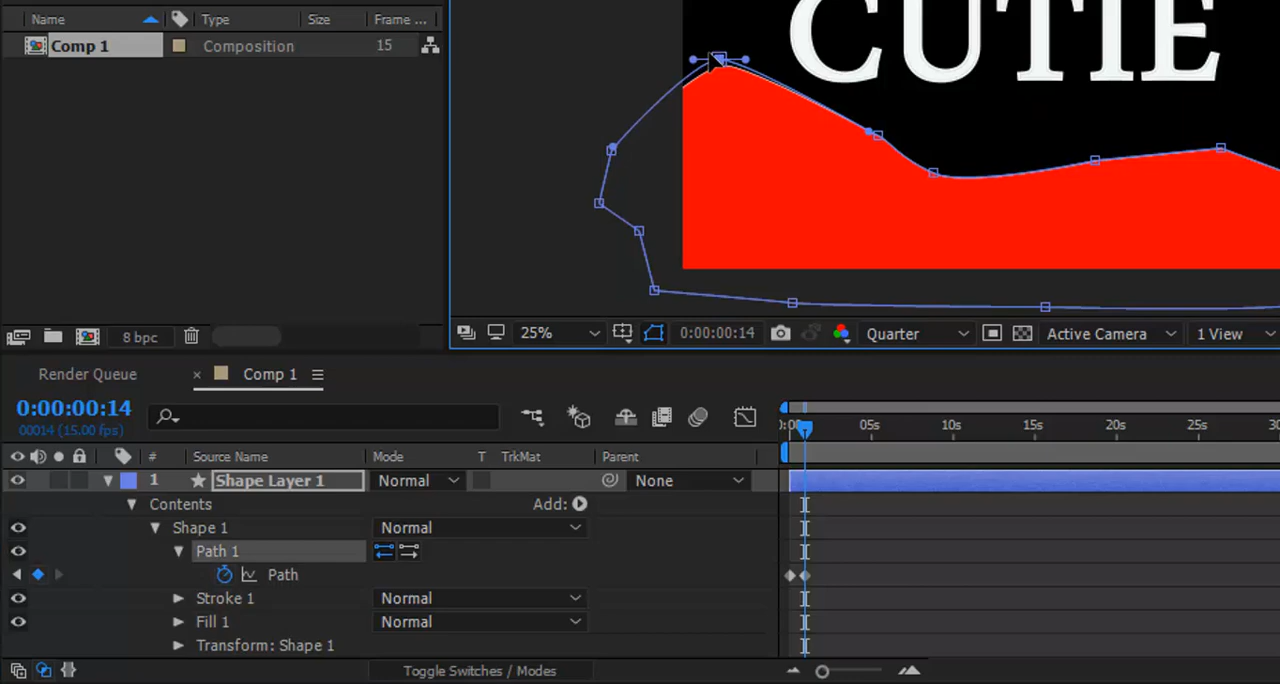 Name Type Size Frame ...
Comp 1 Composition 15
CUTIE
8 bpc
25% 0:00:00:14 Quarter Active Camera 1 View
Render Queue × Comp 1
0:00:00:14
00014 (15.00 fps)
05s 10s 15s 20s 25s
# Source Name Mode T TrkMat Parent
1 Shape Layer 1 Normal None
Contents Add:
Shape 1 Normal
Path 1
Path
Stroke 1 Normal
Fill 1 Normal
Transform: Shape 1
Toggle Switches / Modes